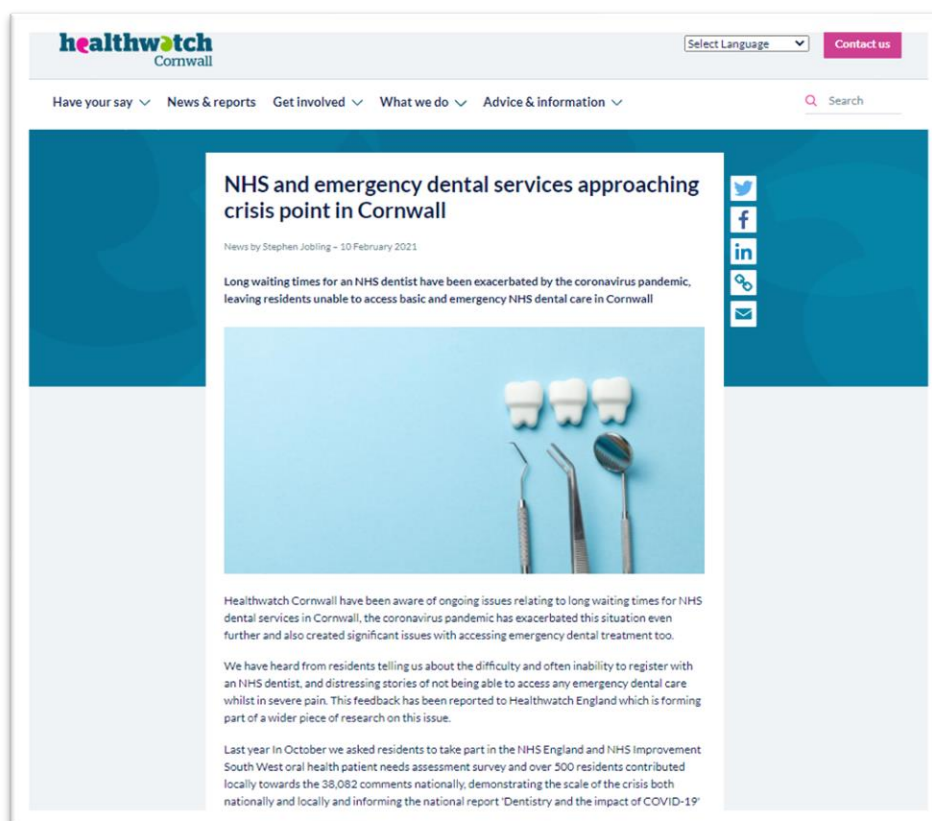 healthwatch
Cornwall
Select Language
Contact us
Have your say
News & reports
Get involved
What we do
Advice & information
Search
NHS and emergency dental services approaching
crisis point in Cornwall
News by Stephen Jobling – 10 February 2021
Long waiting times for an NHS dentist have been exacerbated by the coronavirus pandemic,
leaving residents unable to access basic and emergency NHS dental care in Cornwall
Healthwatch Cornwall have been aware of ongoing issues relating to long waiting times for NHS
dental services in Cornwall, the coronavirus pandemic has exacerbated this situation even
further and also created significant issues with accessing emergency dental treatment too.
We have heard from residents telling us about the difficulty and often inability to register with
an NHS dentist, and distressing stories of not being able to access any emergency dental care
whilst in severe pain. This feedback has been reported to Healthwatch England which is forming
part of a wider piece of research on this issue.
Last year In October we asked residents to take part in the NHS England and NHS Improvement
South West oral health patient needs assessment survey and over 500 residents contributed
locally towards the 38,082 comments nationally, demonstrating the scale of the crisis both
nationally and locally and informing the national report 'Dentistry and the impact of COVID-19'